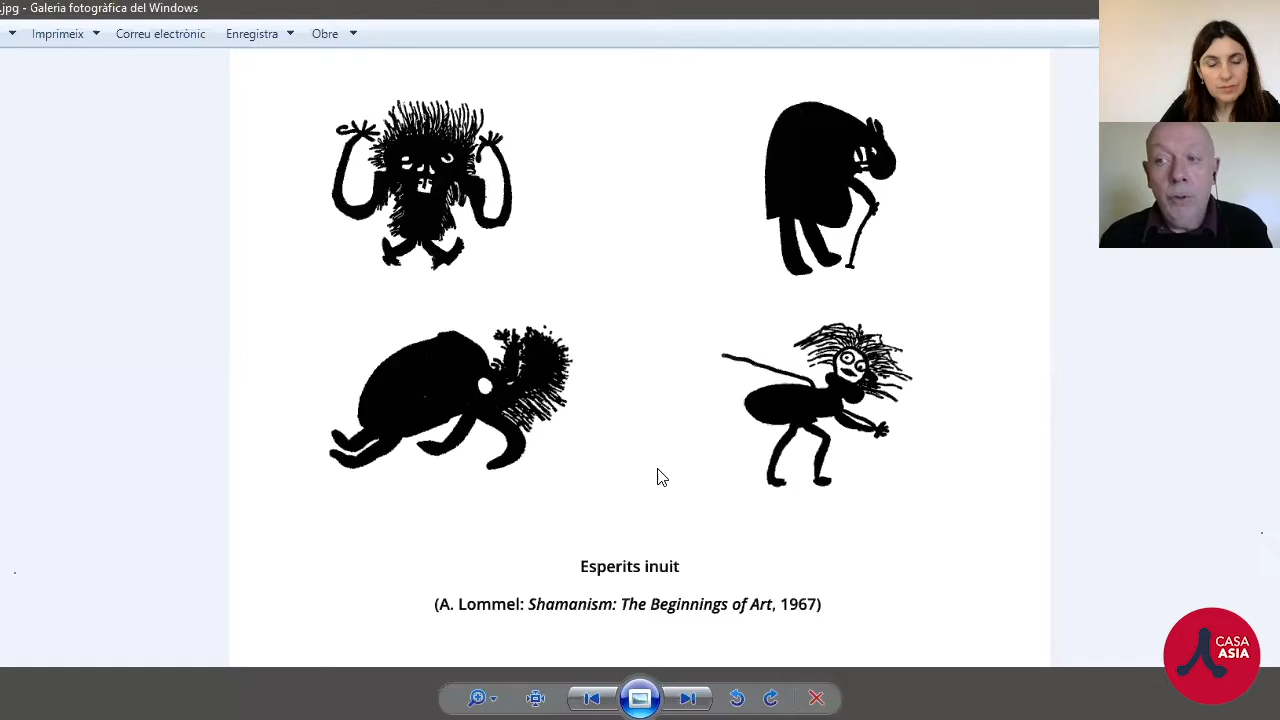 .jpg - Galeria fotogràfica del Windows
Imprimeix Correu electrònic Enregistra Obre
Esperits inuit
(A. Lommel: Shamanism: The Beginnings of Art, 1967)
CASA
ASIA